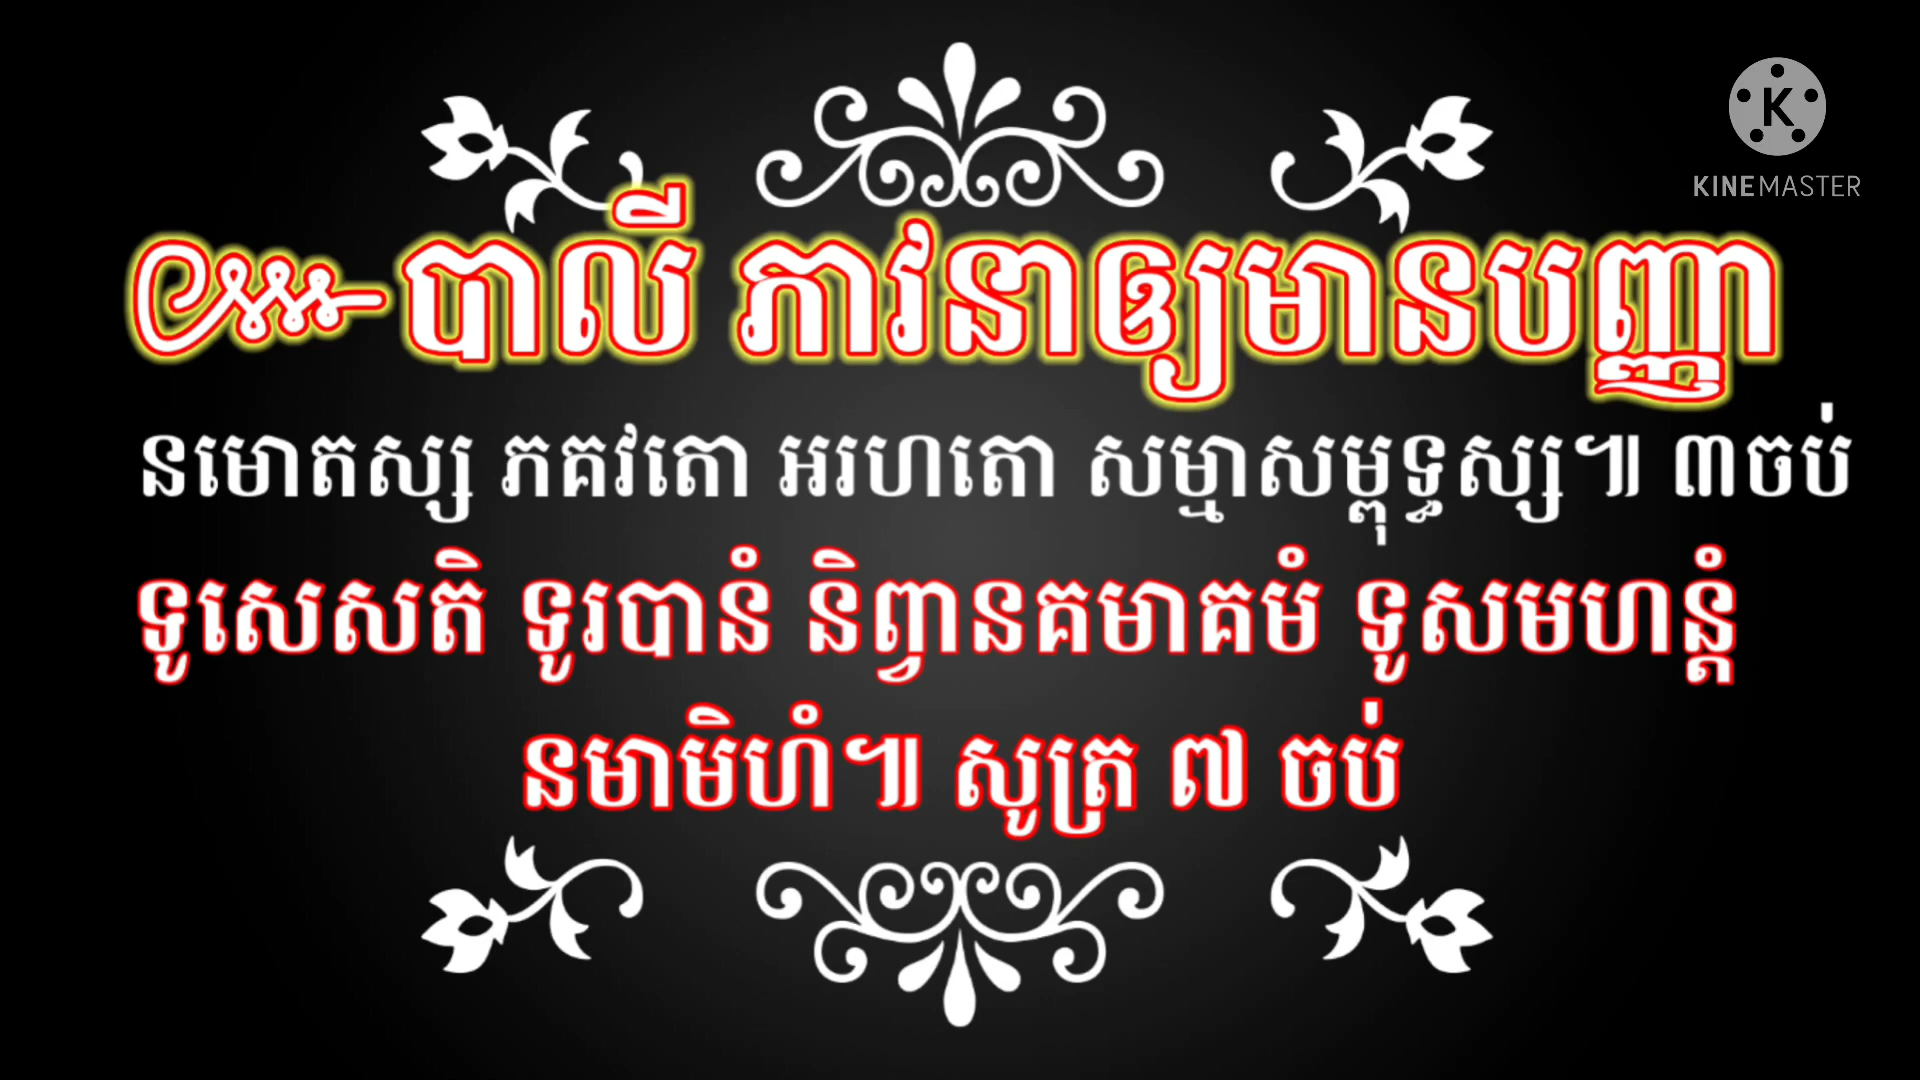 KINEMASTER
បាលី ភាវនាឲ្យមានបញ្ញា
នមោតស្ស ភគវតោ អរហតោ សម្មាសម្ពុទ្ធស្ស៕ ៣ចប់
ទូសេសតិ ទូរបានំ និព្វានគមាគមំ ទូសមហន្តំ
នមាមិហំ៕ សូត្រ ៧ ចប់